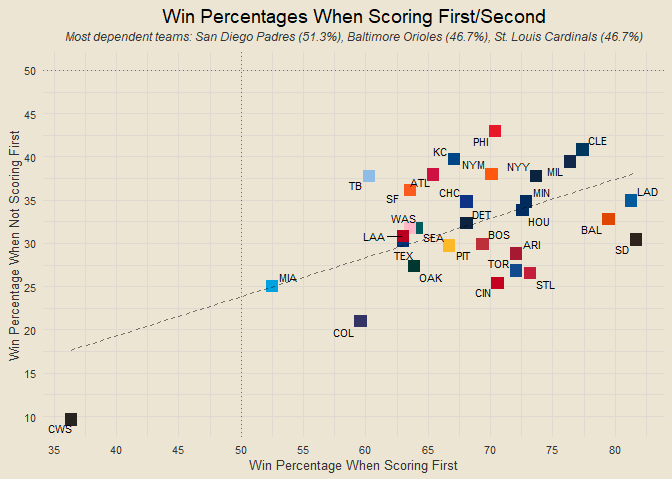 Win Percentages When Scoring First/Second
Most dependent teams: San Diego Padres (51.3%), Baltimore Orioles (46.7%), St. Louis Cardinals (46.7%)
Win Percentage When Not Scoring First
50
45
40
35
30
25
20
15
10
PHI
CLE
KC
NYM
NYY
MIL
TB
ATL
SF
CHC
MIN
LAD
WAS
DET
HOU
BAL
LAA
SEA
BOS
SD
TEX
PIT
ARI
OAK
TOR
MIA
CIN
STL
COL
CWS
35
40
45
50
55
60
65
70
75
80
Win Percentage When Scoring First